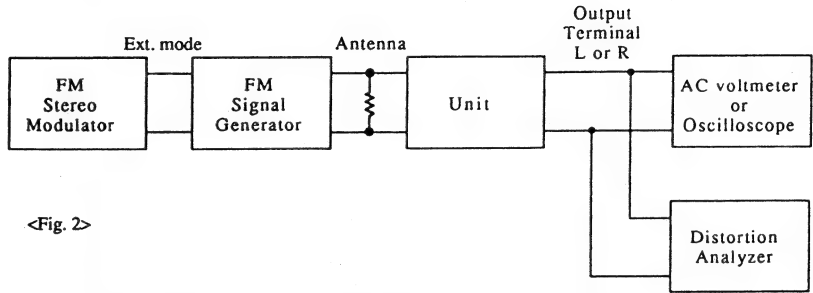 Ext. mode
Antenna
Output
Terminal
L or R
FM
Stereo
Modulator
FM
Signal
Generator
Unit
AC voltmeter
or
Oscilloscope
<Fig. 2>
Distortion
Analyzer